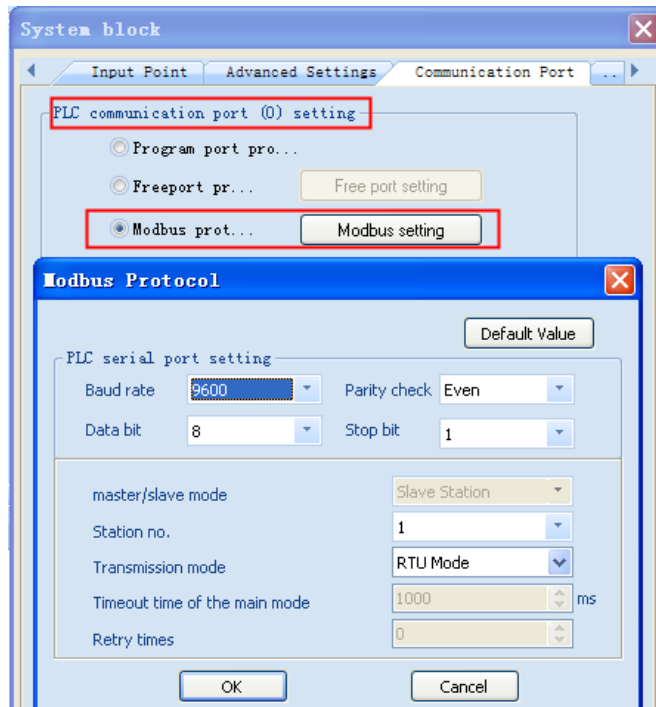 System block
Input Point Advanced Settings Communication Port ..
PLC communication port (0) setting
Program port pro...
Freeport pr... Free port setting
Modbus prot... Modbus setting
Modbus Protocol
Default Value
PLC serial port setting
Baud rate 9600 Parity check Even
Data bit 8 Stop bit 1
master/slave mode Slave Station
Station no. 1
Transmission mode RTU Mode
Timeout time of the main mode 1000 ms
Retry times 0
OK Cancel